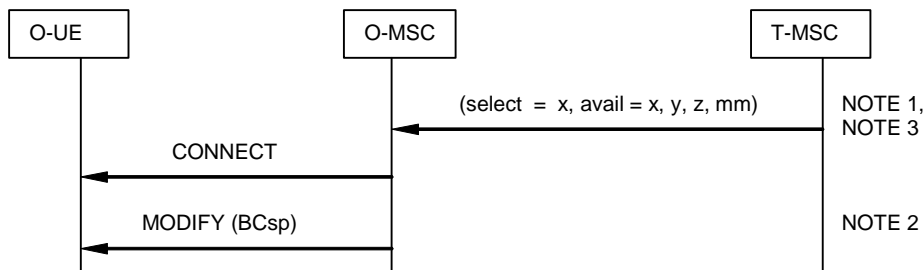 O-UE
O-MSC
T-MSC
(select = x, avail = x, y, z, mm)
NOTE 1,
NOTE 3
CONNECT
MODIFY (BCsp)
NOTE 2